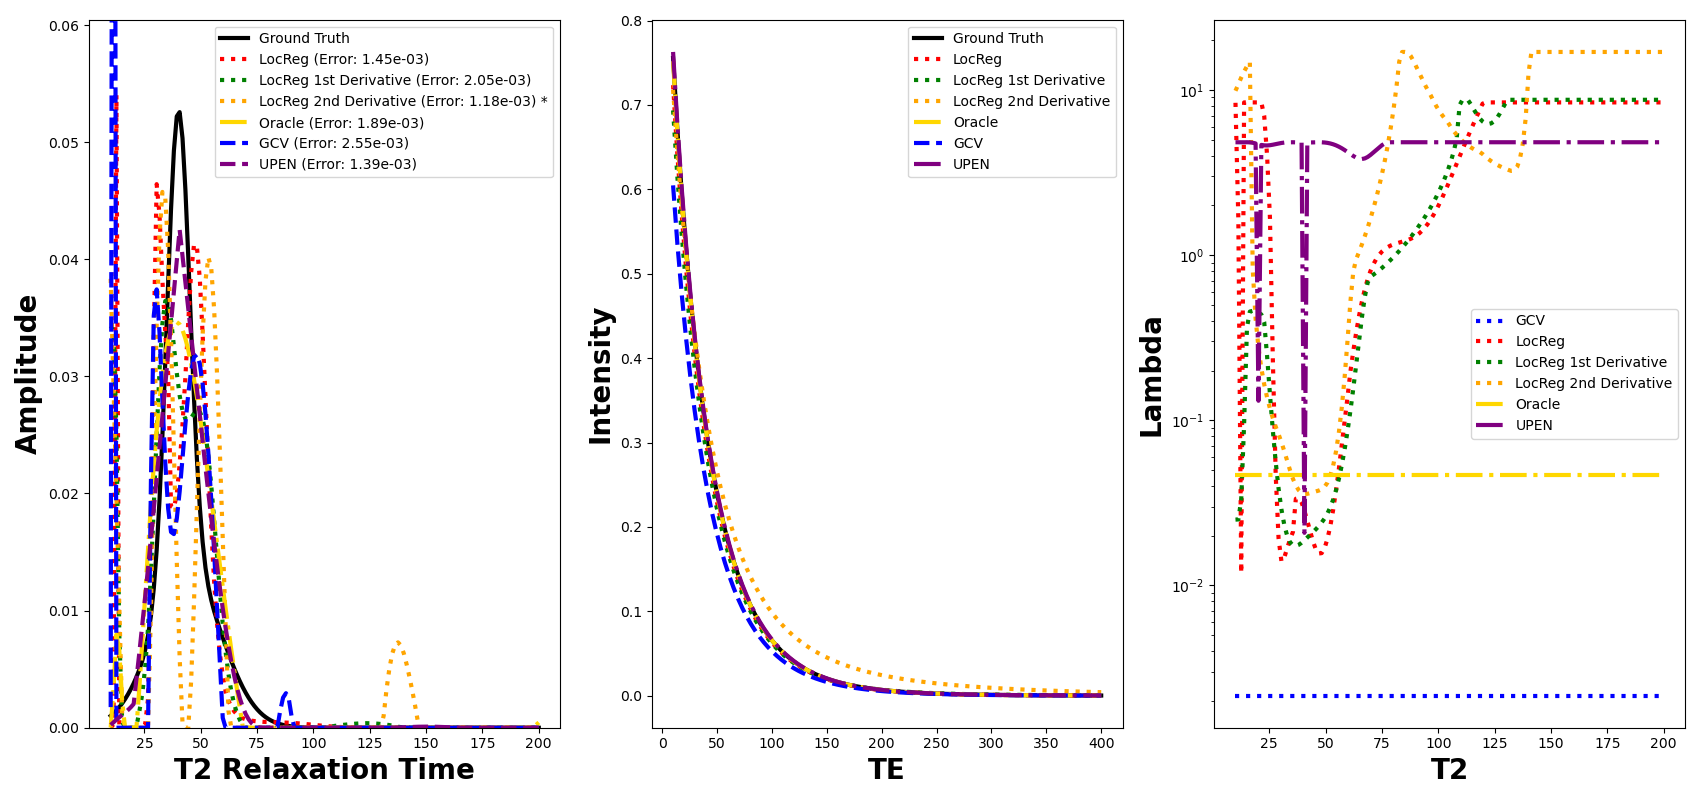 0.06
0.05
0.04
0.03
0.02
0.01
0.00
Amplitude
25 50 75 100 125 150 175 200
T2 Relaxation Time
Ground Truth
LocReg (Error: 1.45e-03)
LocReg 1st Derivative (Error: 2.05e-03)
LocReg 2nd Derivative (Error: 1.18e-03) *
Oracle (Error: 1.89e-03)
GCV (Error: 2.55e-03)
UPEN (Error: 1.39e-03)
0.8
0.7
0.6
0.5
0.4
0.3
0.2
0.1
0.0
Intensity
0 50 100 150 200 250 300 350 400
TE
Ground Truth
LocReg
LocReg 1st Derivative
LocReg 2nd Derivative
Oracle
GCV
UPEN
10¹
10⁰
10⁻¹
10⁻²
Lambda
25 50 75 100 125 150 175 200
T2
GCV
LocReg
LocReg 1st Derivative
LocReg 2nd Derivative
Oracle
UPEN